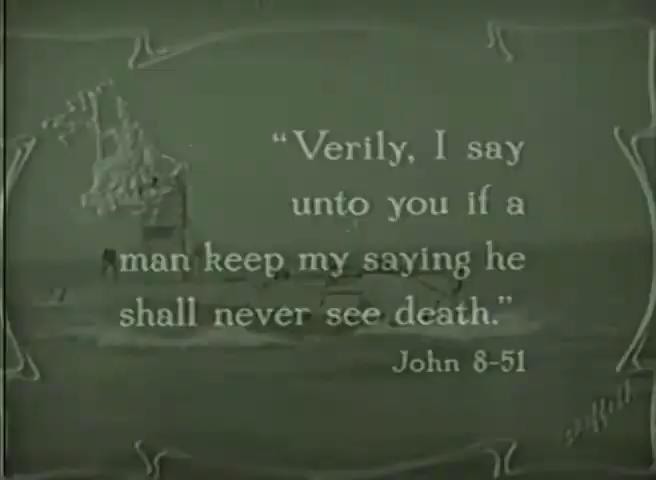 “Verily, I say
unto you if a
man keep my saying he
shall never see death.”
John 8-51